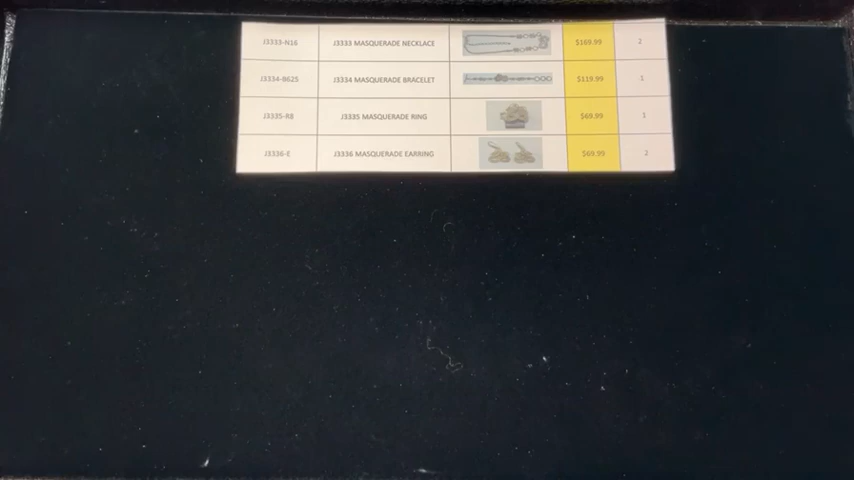 J3333-N16 J3333 MASQUERADE NECKLACE $169.99 2
J3334-B625 J3334 MASQUERADE BRACELET $119.99 1
J3335-R8 J3335 MASQUERADE RING $69.99 1
J3336-E J3336 MASQUERADE EARRING $69.99 2